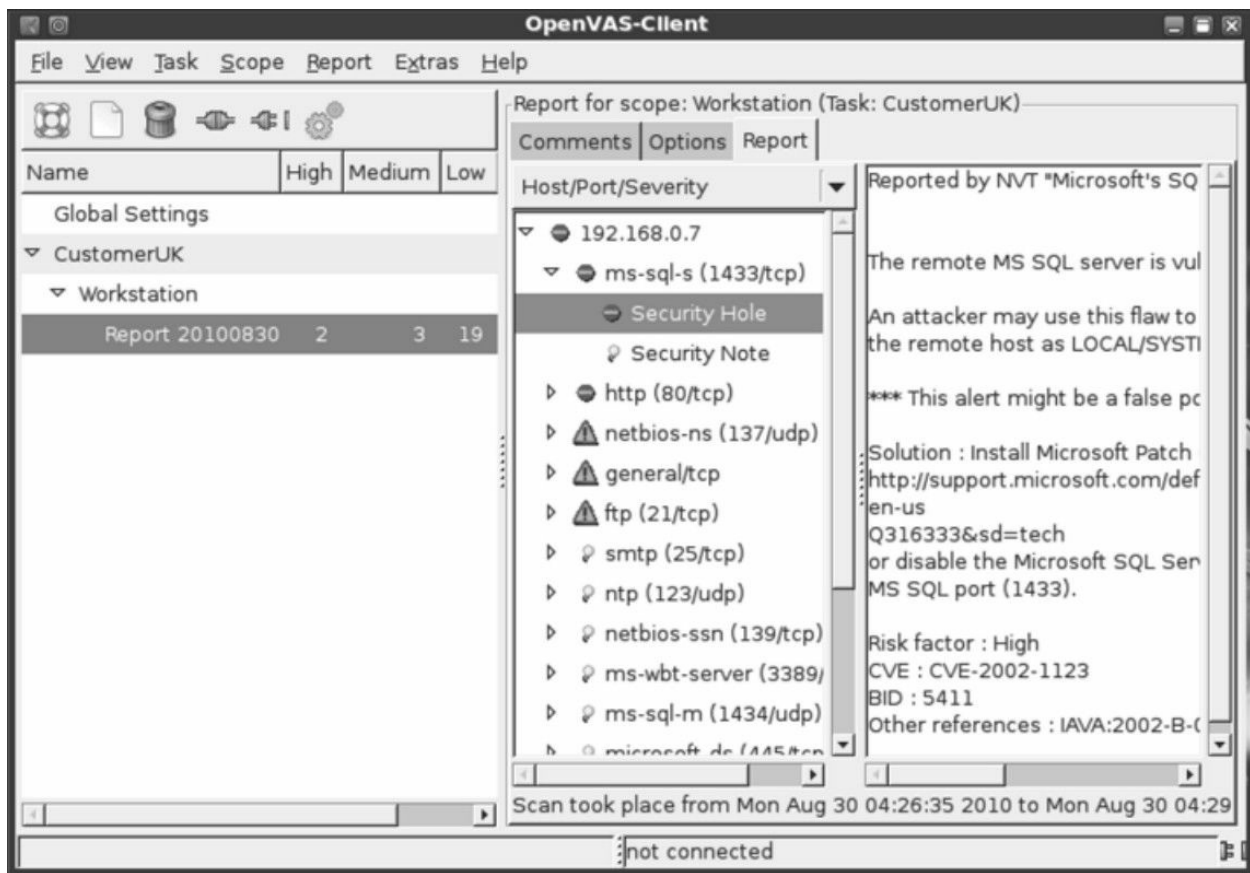 OpenVAS-Client
File View Task Scope Report Extras Help
Report for scope: Workstation (Task: CustomerUK)
Comments Options Report
Name High Medium Low
Host/Port/Severity
Global Settings
CustomerUK
Workstation
Report 20100830 2 3 19
192.168.0.7
ms-sql-s (1433/tcp)
Security Hole
Security Note
http (80/tcp)
netbios-ns (137/udp)
general/tcp
ftp (21/tcp)
smtp (25/tcp)
ntp (123/udp)
netbios-ssn (139/tcp)
ms-wbt-server (3389/
ms-sql-m (1434/udp)
microsoft-ds (445/tcp
Reported by NVT "Microsoft's SQ
The remote MS SQL server is vul
An attacker may use this flaw to
the remote host as LOCAL/SYSTI
*** This alert might be a false po
Solution : Install Microsoft Patch
http://support.microsoft.com/def
en-us
Q316333&sd=tech
or disable the Microsoft SQL Ser
MS SQL port (1433).
Risk factor : High
CVE : CVE-2002-1123
BID : 5411
Other references : IAVA:2002-B-0
Scan took place from Mon Aug 30 04:26:35 2010 to Mon Aug 30 04:29
not connected